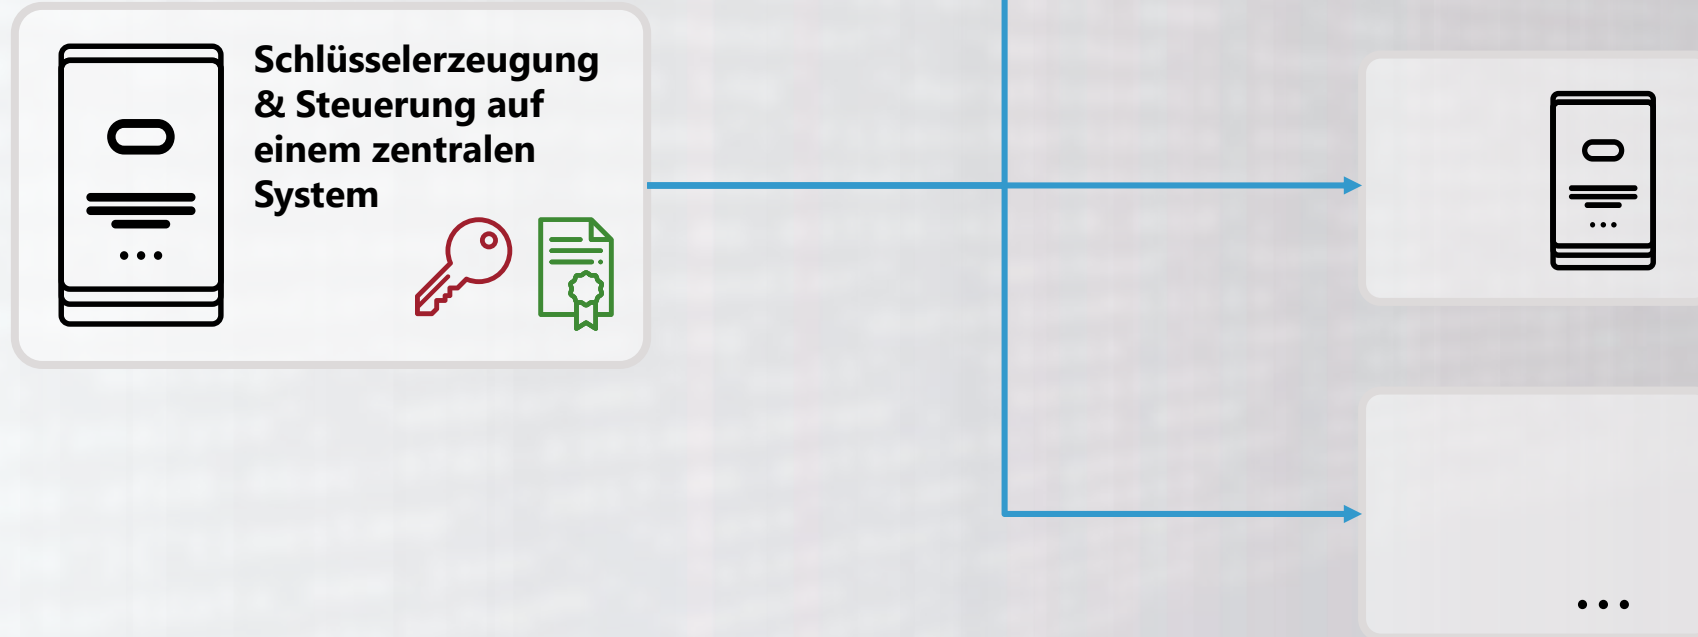 Schlüsselerzeugung
& Steuerung auf
einem zentralen
System
...